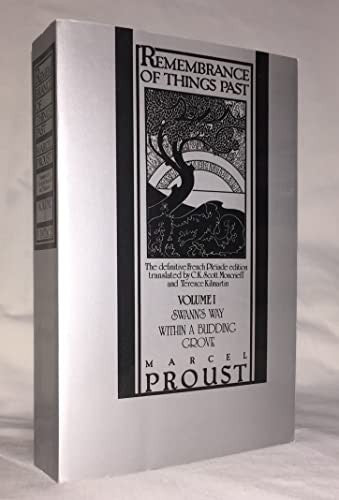 REMEMBRANCE
OF THINGS PAST
The definitive French Pléiade edition
translated by C.K. Scott Moncrieff
and Terence Kilmartin
VOLUME I
SWANN'S WAY
WITHIN A BUDDING
GROVE
MARCEL
PROUST